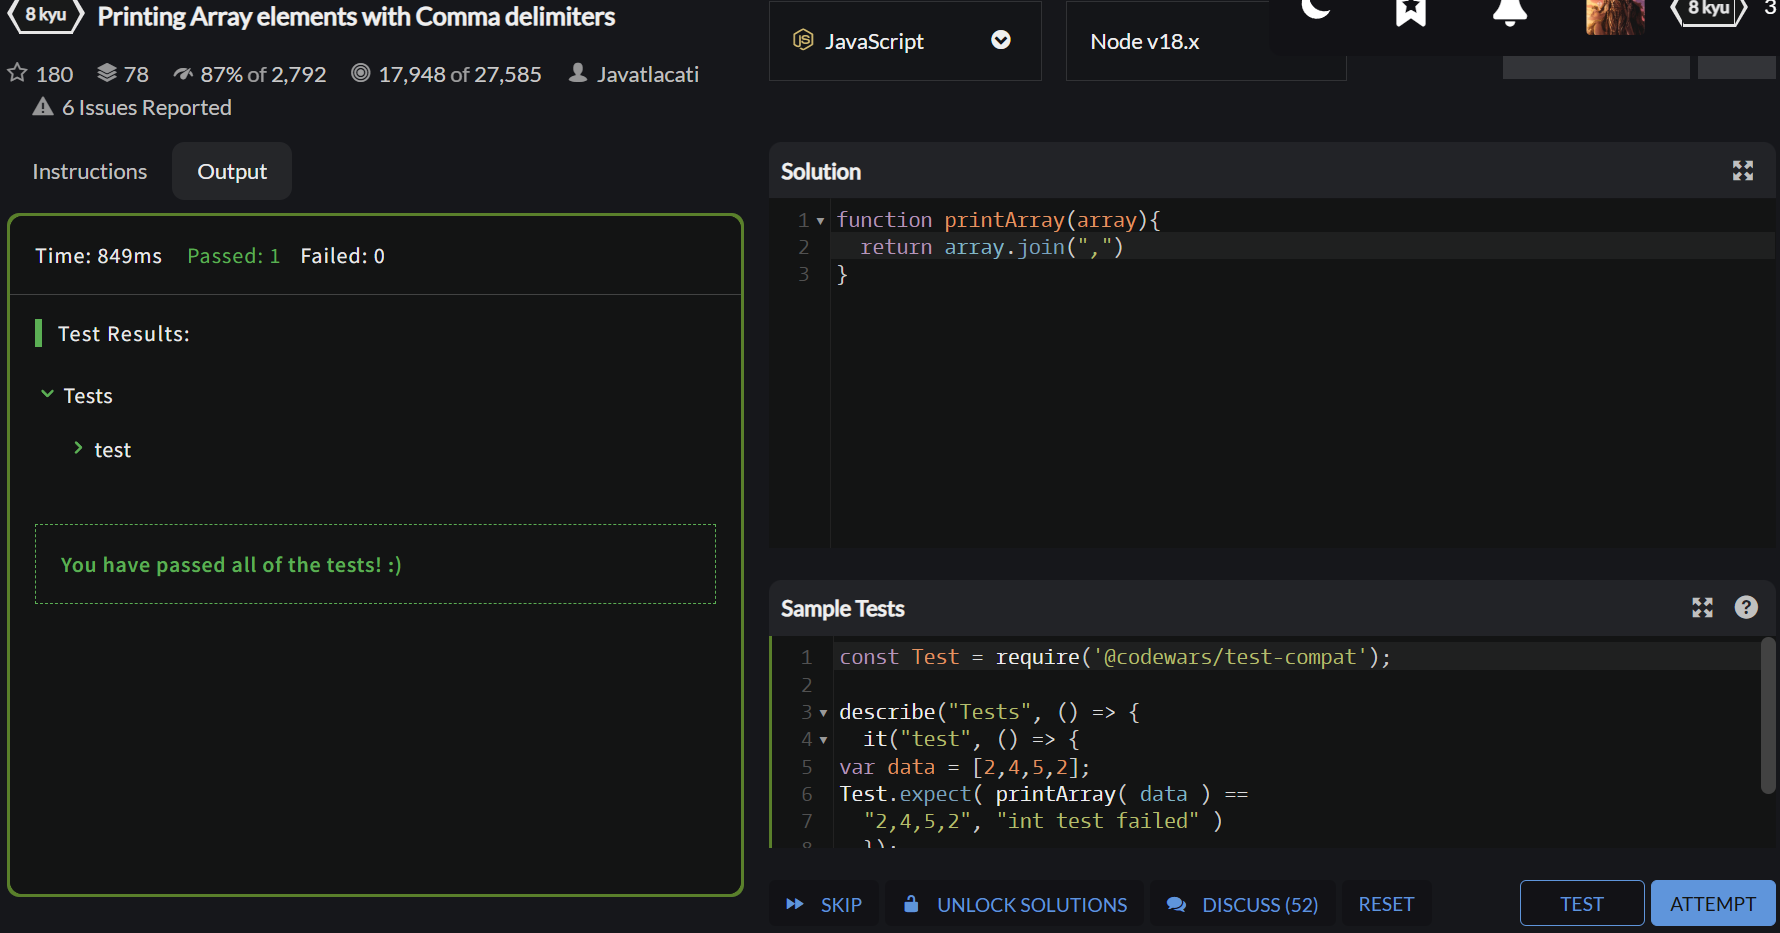 8 kyu Printing Array elements with Comma delimiters
180 78 87% of 2,792 17,948 of 27,585 Javatlacati
6 Issues Reported
Instructions Output
Time: 849ms Passed: 1 Failed: 0
Test Results:
Tests
test
You have passed all of the tests! :)
JavaScript
Node v18.x
8 kyu 3
Solution
1 function printArray(array){
2 return array.join(",")
3 }
Sample Tests
1 const Test = require('@codewars/test-compat');
2
3 describe("Tests", () => {
4 it("test", () => {
5 var data = [2,4,5,2];
6 Test.expect( printArray( data ) ==
7 "2,4,5,2", "int test failed" )
8 });
SKIP UNLOCK SOLUTIONS DISCUSS (52) RESET TEST ATTEMPT